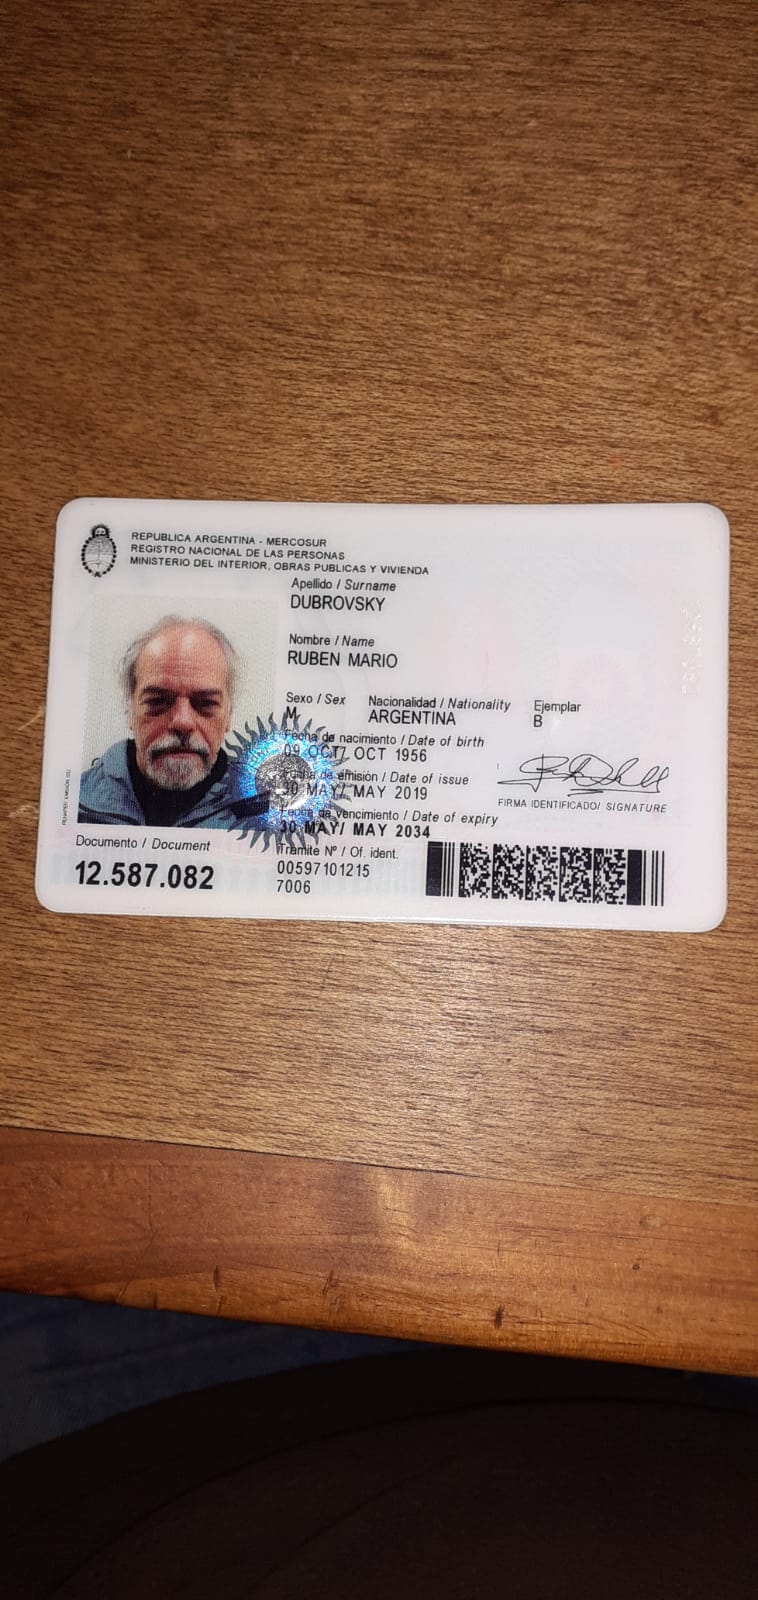 REPUBLICA ARGENTINA - MERCOSUR
REGISTRO NACIONAL DE LAS PERSONAS
MINISTERIO DEL INTERIOR, OBRAS PUBLICAS Y VIVIENDA
Apellido / Surname
DUBROVSKY
Nombre / Name
RUBEN MARIO
Sexo / Sex Nacionalidad / Nationality Ejemplar
M ARGENTINA B
Fecha de nacimiento / Date of birth
09 OCT/ OCT 1956
Fecha de emisión / Date of issue
30 MAY/ MAY 2019
FIRMA IDENTIFICADO/ SIGNATURE
Fecha de vencimiento / Date of expiry
30 MAY/ MAY 2034
Documento / Document
12.587.082
Tramite Nº / Of. ident.
00597101215
7006